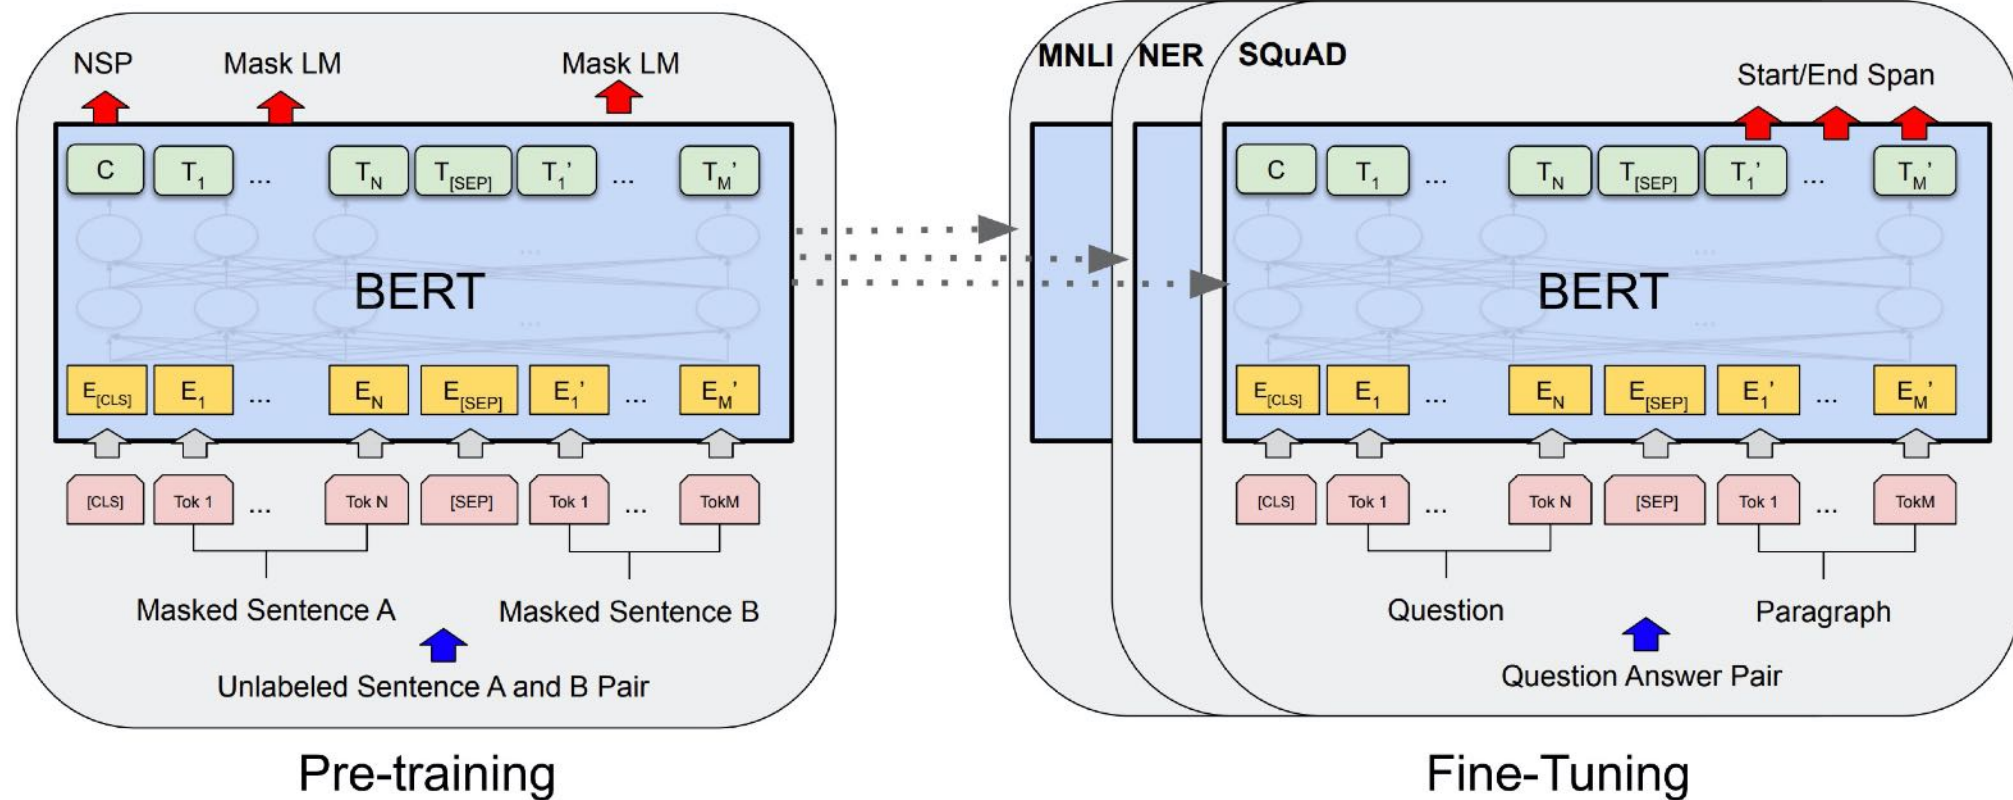 NSP Mask LM Mask LM
C T1 ... TN T[SEP] T1' ... TM'
...
BERT
...
E[CLS] E1 ... EN E[SEP] E1' ... EM'
[CLS] Tok 1 ... Tok N [SEP] Tok 1 ... TokM
Masked Sentence A Masked Sentence B
Unlabeled Sentence A and B Pair
Pre-training
MNLI NER SQuAD
Start/End Span
C T1 ... TN T[SEP] T1' ... TM'
...
BERT
...
E[CLS] E1 ... EN E[SEP] E1' ... EM'
[CLS] Tok 1 ... Tok N [SEP] Tok 1 ... TokM
Question Paragraph
Question Answer Pair
Fine-Tuning